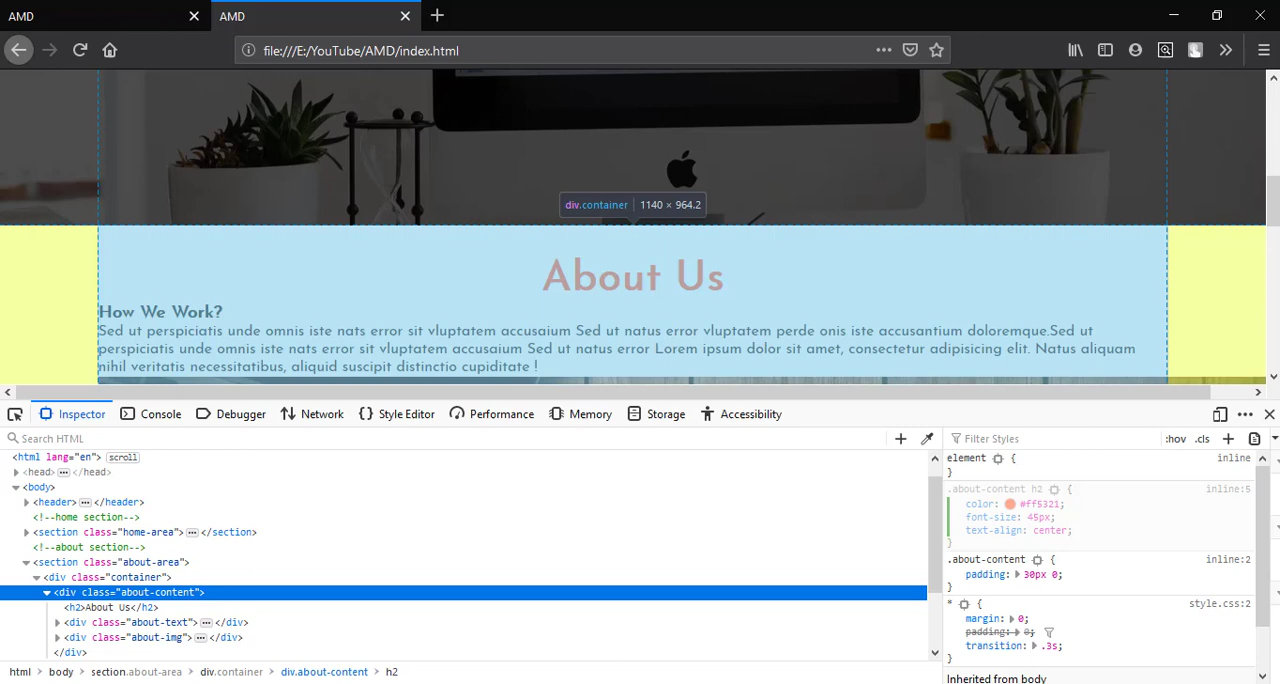 AMD
AMD
file:///E:/YouTube/AMD/index.html
div.container 1140 × 964.2
About Us
How We Work?
Sed ut perspiciatis unde omnis iste nats error sit vluptatem accusaium Sed ut natus error vluptatem perde onis iste accusantium doloremque.Sed ut
perspiciatis unde omnis iste nats error sit vluptatem accusaium Sed ut natus error Lorem ipsum dolor sit amet, consectetur adipisicing elit. Natus aliquam
nihil veritatis necessitatibus, aliquid suscipit distinctio cupiditate !
Inspector Console Debugger Network Style Editor Performance Memory Storage Accessibility
Search HTML
Filter Styles :hov .cls
<html lang="en"> scroll
<head> </head>
<body>
<header> </header>
<!--home section-->
<section class="home-area"> </section>
<!--about section-->
<section class="about-area">
<div class="container">
<div class="about-content">
<h2>About Us</h2>
<div class="about-text"> </div>
<div class="about-img"> </div>
</div>
html body section.about-area div.container div.about-content h2
element { inline
}
.about-content h2 { inline:5
color: #ff5321;
font-size: 45px;
text-align: center;
}
.about-content { inline:2
padding: 30px 0;
}
* { style.css:2
margin: 0;
padding: 0;
transition: .3s;
}
Inherited from body